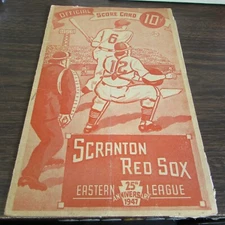 OFFICIAL SCORE CARD 10¢
6
12
SCRANTON
RED SOX
EASTERN 25TH LEAGUE
ANNIVERSARY
1947